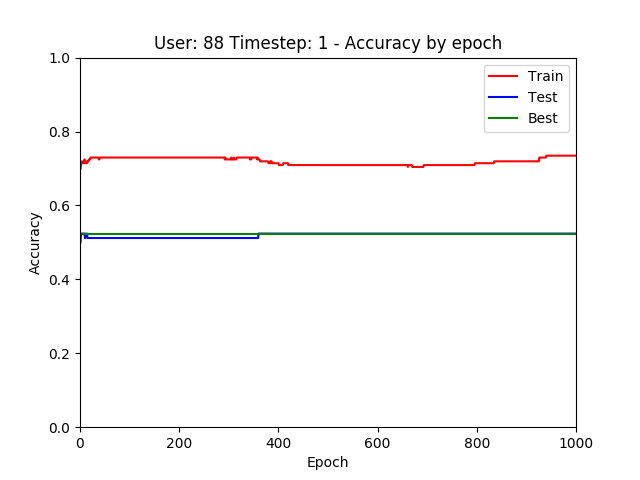 User: 88 Timestep: 1 - Accuracy by epoch
1.0
0.8
0.6
0.4
0.2
0.0
Accuracy
Train
Test
Best
0 200 400 600 800 1000
Epoch